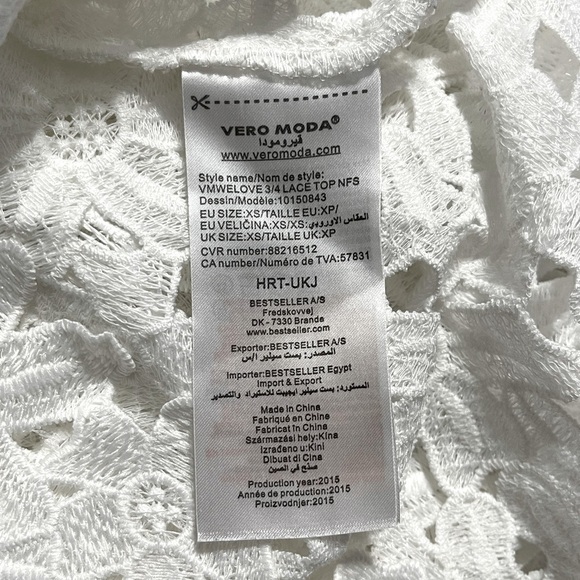 VERO MODA®
ڤيرومودا
www.veromoda.com
Style name/Nom de style:
VMWELOVE 3/4 LACE TOP NFS
Dessin/Modèle:10150843
EU SIZE:XS/TAILLE EU:XP/
EU VELIČINA:XS/XS:المقاس الاوروبي
UK SIZE:XS/TAILLE UK:XP
CVR number:88216512
CA number/Numéro de TVA:57831
HRT-UKJ
BESTSELLER A/S
Fredskovvej
DK - 7330 Brande
www.bestseller.com
Exporter:BESTSELLER A/S
المصدر: بست سيلير ا/س
Importer:BESTSELLER Egypt
Import & Export
المستورد: بست سيلير ايجيبت للاستيراد والتصدير
Made in China
Fabriqué en China
Fabricat în China
Származási hely:Kína
Izrađeno u:Kini
Dibuat di Cina
صنع في الصين
Production year:2015
Année de production:2015
Proizvodnjer:2015